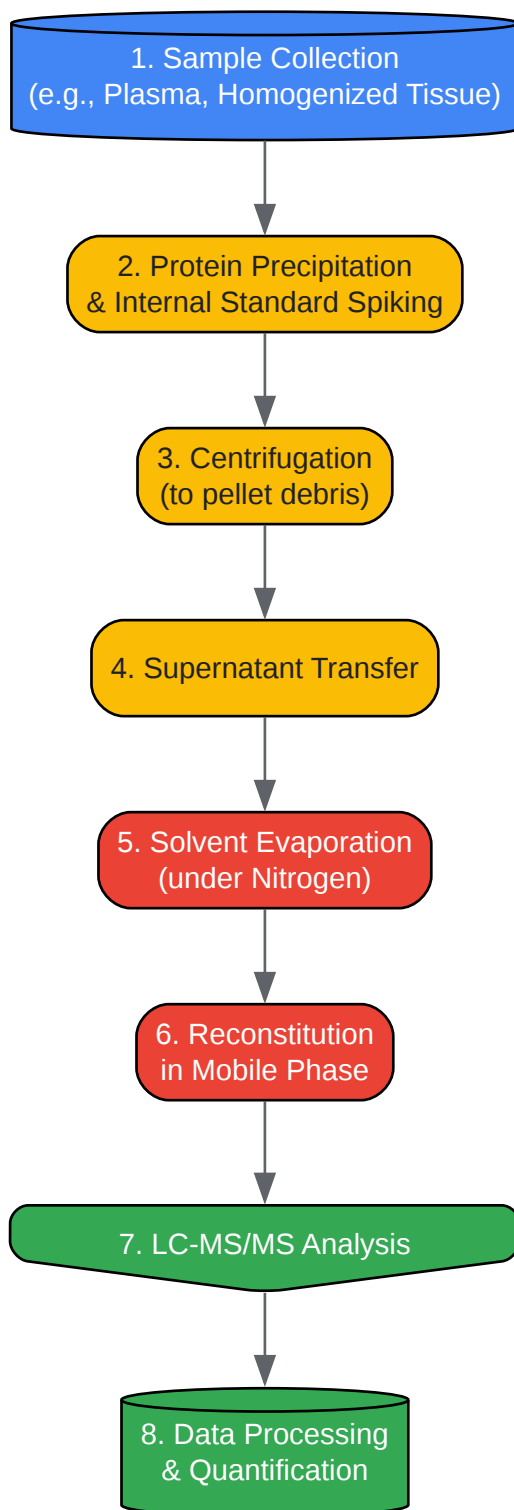 1. Sample Collection
(e.g., Plasma, Homogenized Tissue)
2. Protein Precipitation
& Internal Standard Spiking
3. Centrifugation
(to pellet debris)
4. Supernatant Transfer
5. Solvent Evaporation
(under Nitrogen)
6. Reconstitution
in Mobile Phase
7. LC-MS/MS Analysis
8. Data Processing
& Quantification